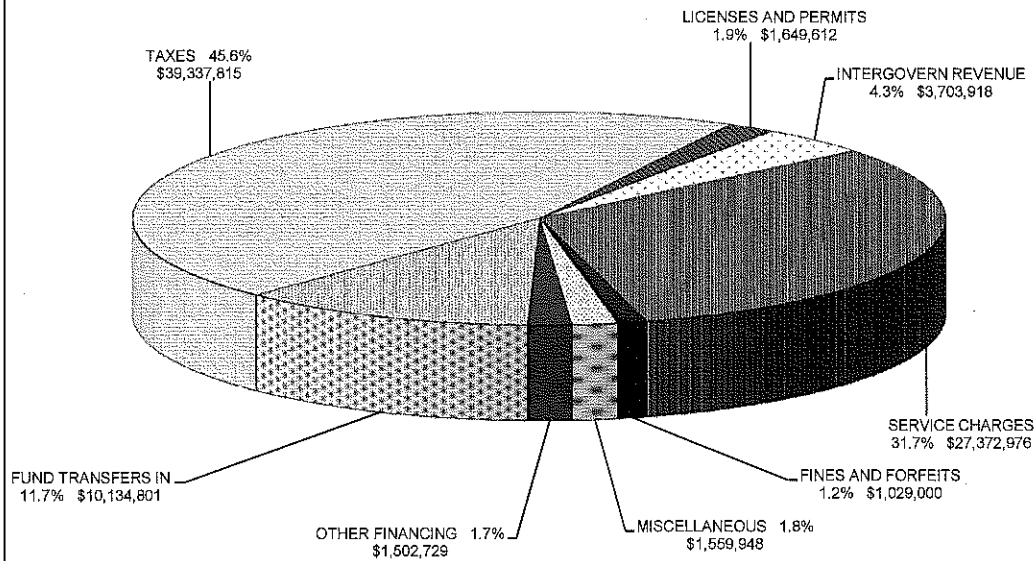 LICENSES AND PERMITS
1.9% $1,649,612
TAXES 45.6%
$39,337,815
INTERGOVERN REVENUE
4.3% $3,703,918
SERVICE CHARGES
31.7% $27,372,976
FUND TRANSFERS IN
11.7% $10,134,801
FINES AND FORFEITS
1.2% $1,029,000
OTHER FINANCING 1.7%
$1,502,729
MISCELLANEOUS 1.8%
$1,559,948